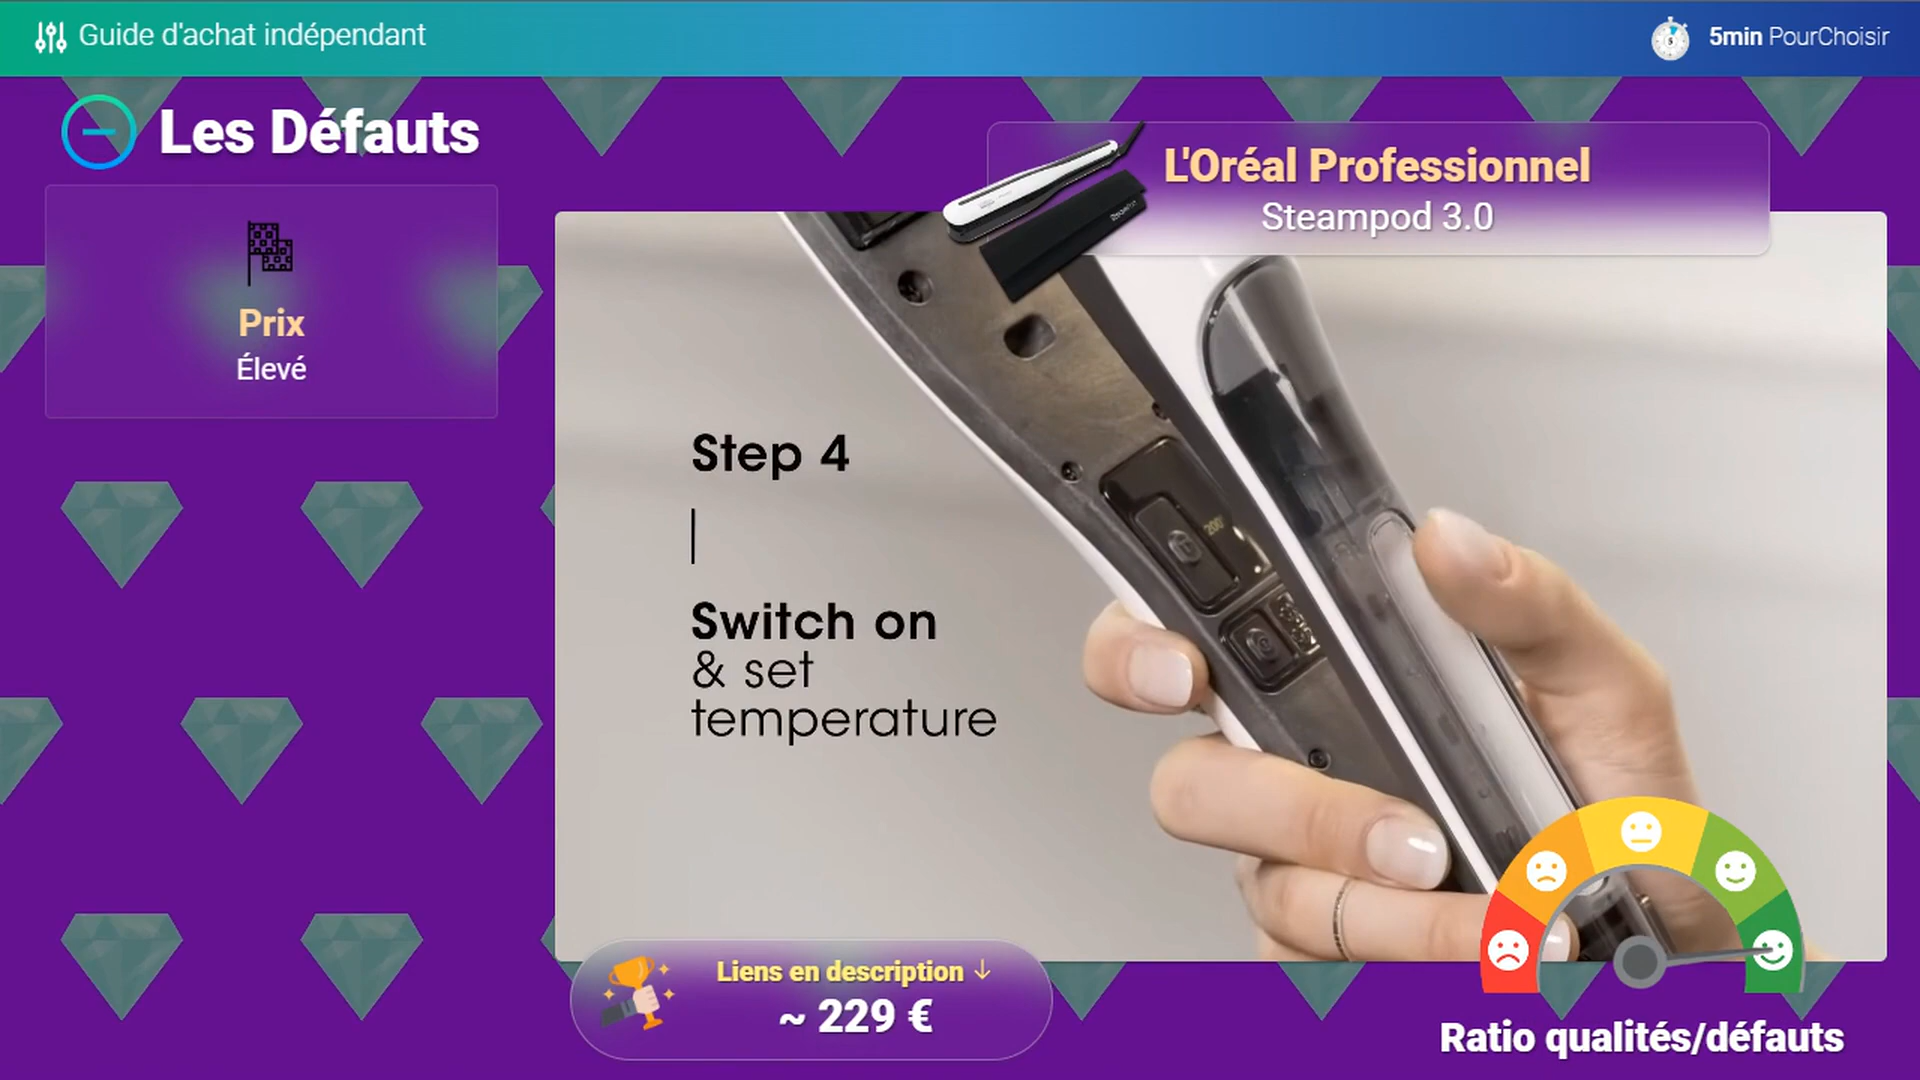 Guide d'achat indépendant
5min PourChoisir
Les Défauts
L'Oréal Professionnel
Steampod 3.0
Prix
Élevé
Step 4
Switch on
& set
temperature
200°
Liens en description ↓
~ 229 €
Ratio qualités/défauts